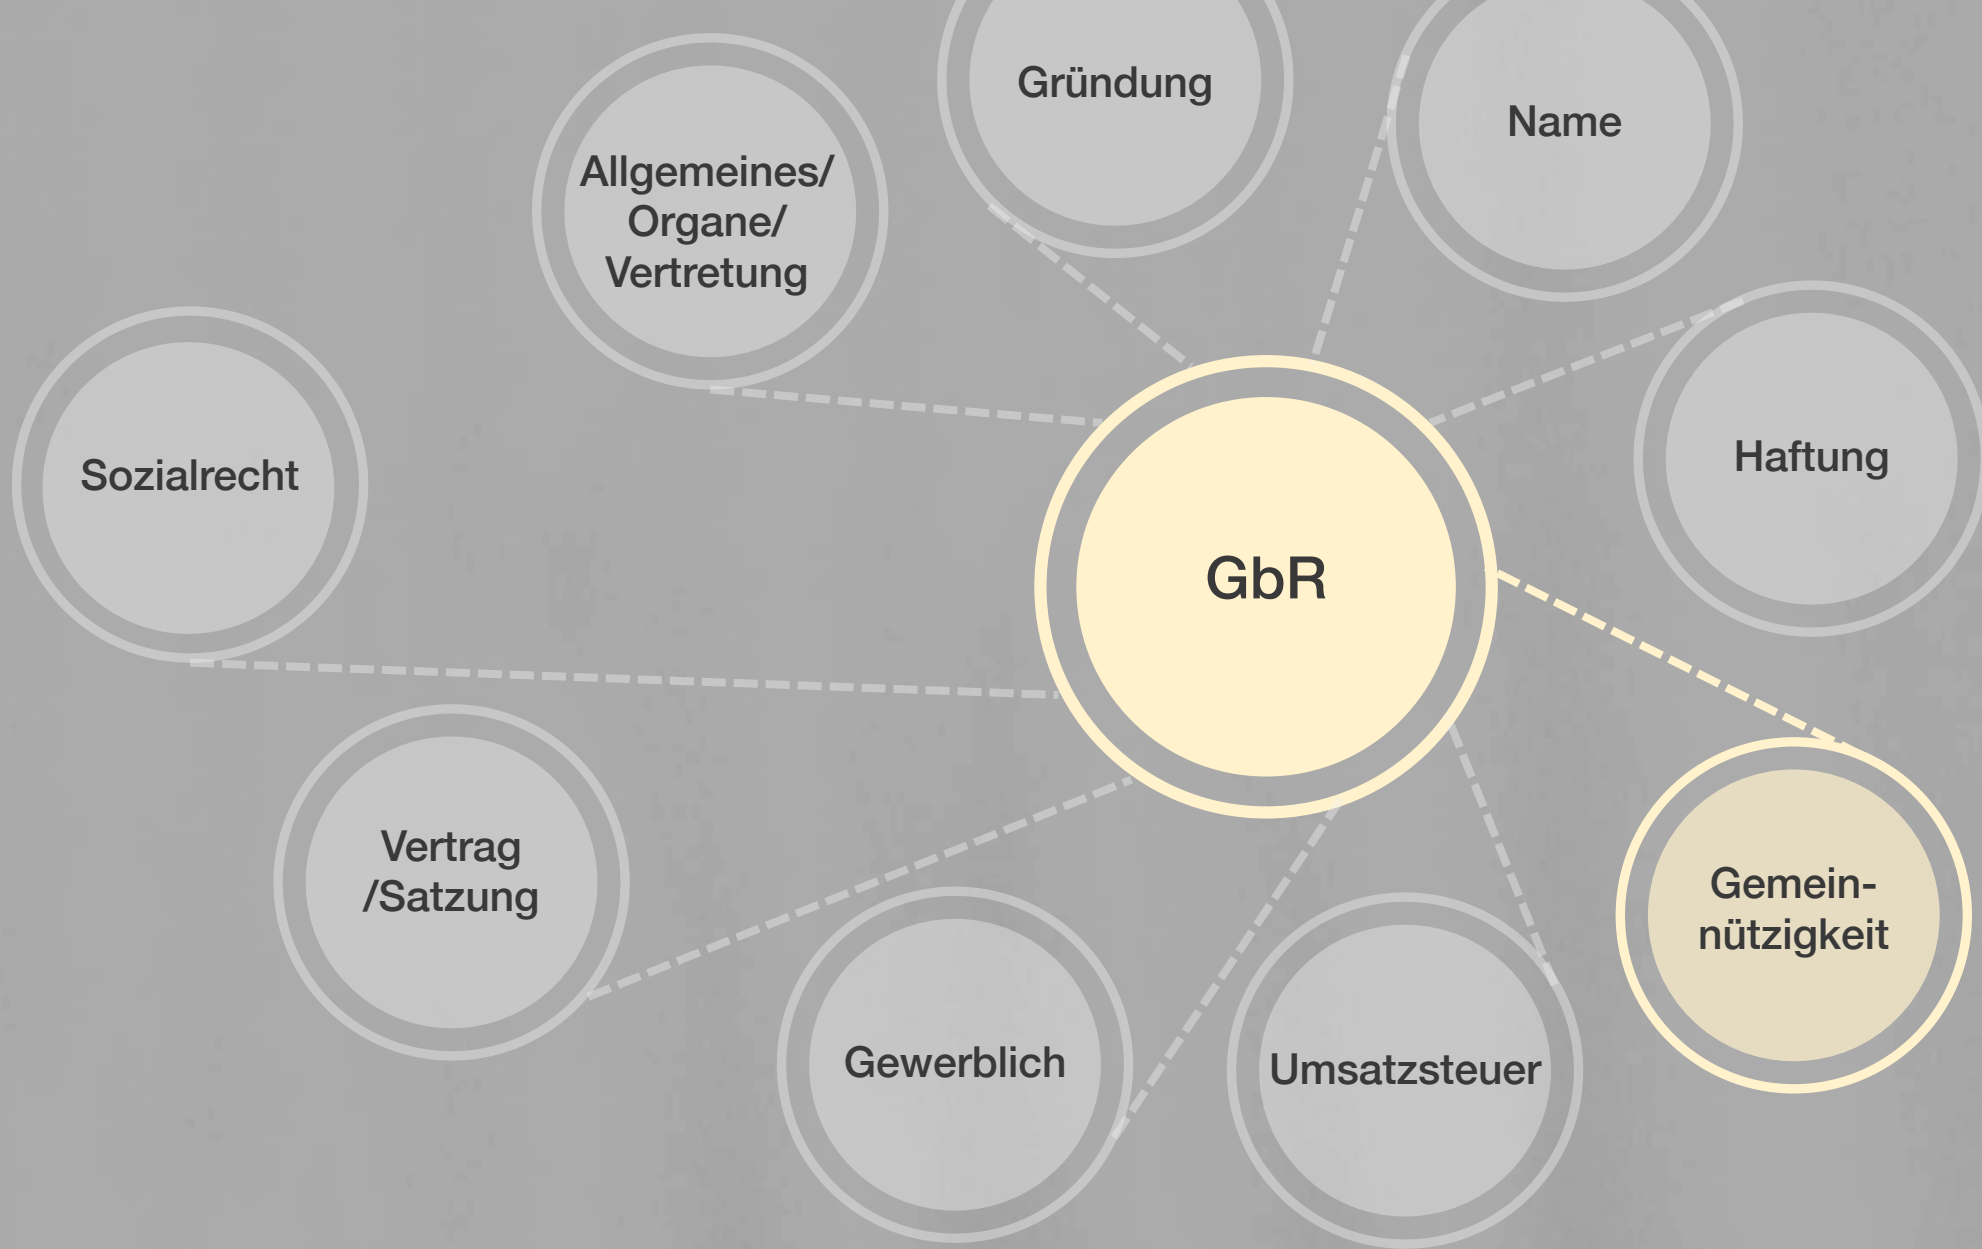 Gründung
Name
Allgemeines/
Organe/
Vertretung
Haftung
Sozialrecht
GbR
Vertrag
/Satzung
Gemein-
nützigkeit
Gewerblich
Umsatzsteuer